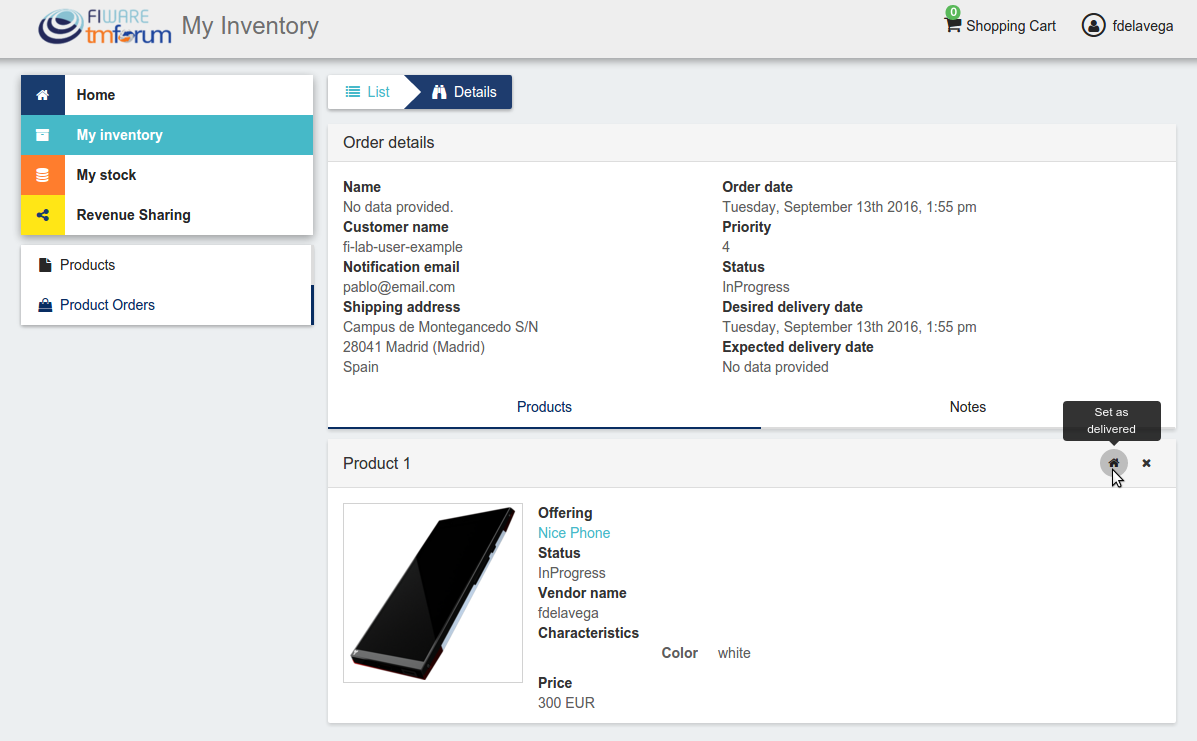 FIWARE
tmforum
My Inventory
0
Shopping Cart
fdelavega
Home
My inventory
My stock
Revenue Sharing
Products
Product Orders
List
Details
Order details
Name
No data provided.
Customer name
fi-lab-user-example
Notification email
pablo@email.com
Shipping address
Campus de Montegancedo S/N
28041 Madrid (Madrid)
Spain
Order date
Tuesday, September 13th 2016, 1:55 pm
Priority
4
Status
InProgress
Desired delivery date
Tuesday, September 13th 2016, 1:55 pm
Expected delivery date
No data provided
Products
Notes
Set as
delivered
Product 1
Offering
Nice Phone
Status
InProgress
Vendor name
fdelavega
Characteristics
Color white
Price
300 EUR